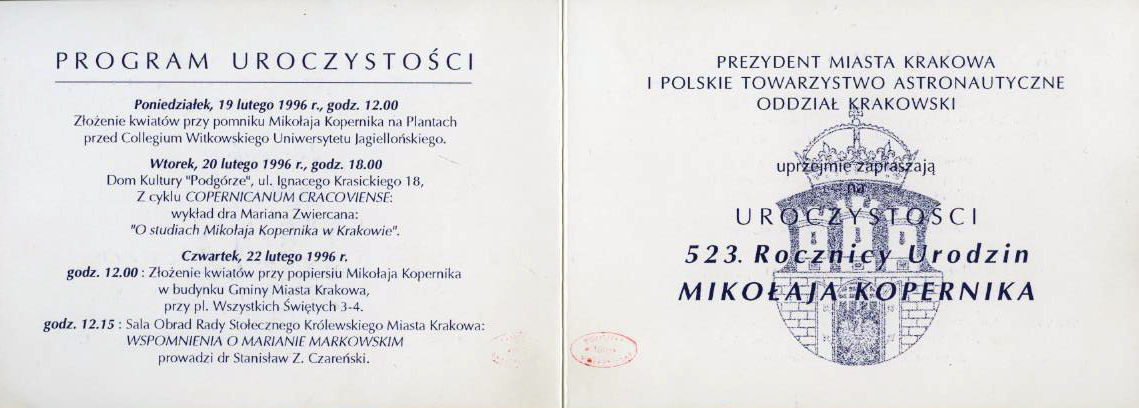 PROGRAM UROCZYSTOŚCI
Poniedziałek, 19 lutego 1996 r., godz. 12.00
Złożenie kwiatów przy pomniku Mikołaja Kopernika na Plantach
przed Collegium Witkowskiego Uniwersytetu Jagiellońskiego.
Wtorek, 20 lutego 1996 r., godz. 18.00
Dom Kultury "Podgórze", ul. Ignacego Krasickiego 18,
Z cyklu COPERNICANUM CRACOVIENSE:
wykład dra Mariana Zwiercana:
"O studiach Mikołaja Kopernika w Krakowie".
Czwartek, 22 lutego 1996 r.
godz. 12.00 : Złożenie kwiatów przy popiersiu Mikołaja Kopernika
w budynku Gminy Miasta Krakowa,
przy pl. Wszystkich Świętych 3-4.
godz. 12.15 : Sala Obrad Rady Stołecznego Królewskiego Miasta Krakowa:
WSPOMNIENIA O MARIANIE MARKOWSKIM
prowadzi dr Stanisław Z. Czareński.
PREZYDENT MIASTA KRAKOWA
I POLSKIE TOWARZYSTWO ASTRONAUTYCZNE
ODDZIAŁ KRAKOWSKI
uprzejmie zapraszają
na
UROCZYSTOŚCI
523. Rocznicy Urodzin
MIKOŁAJA KOPERNIKA